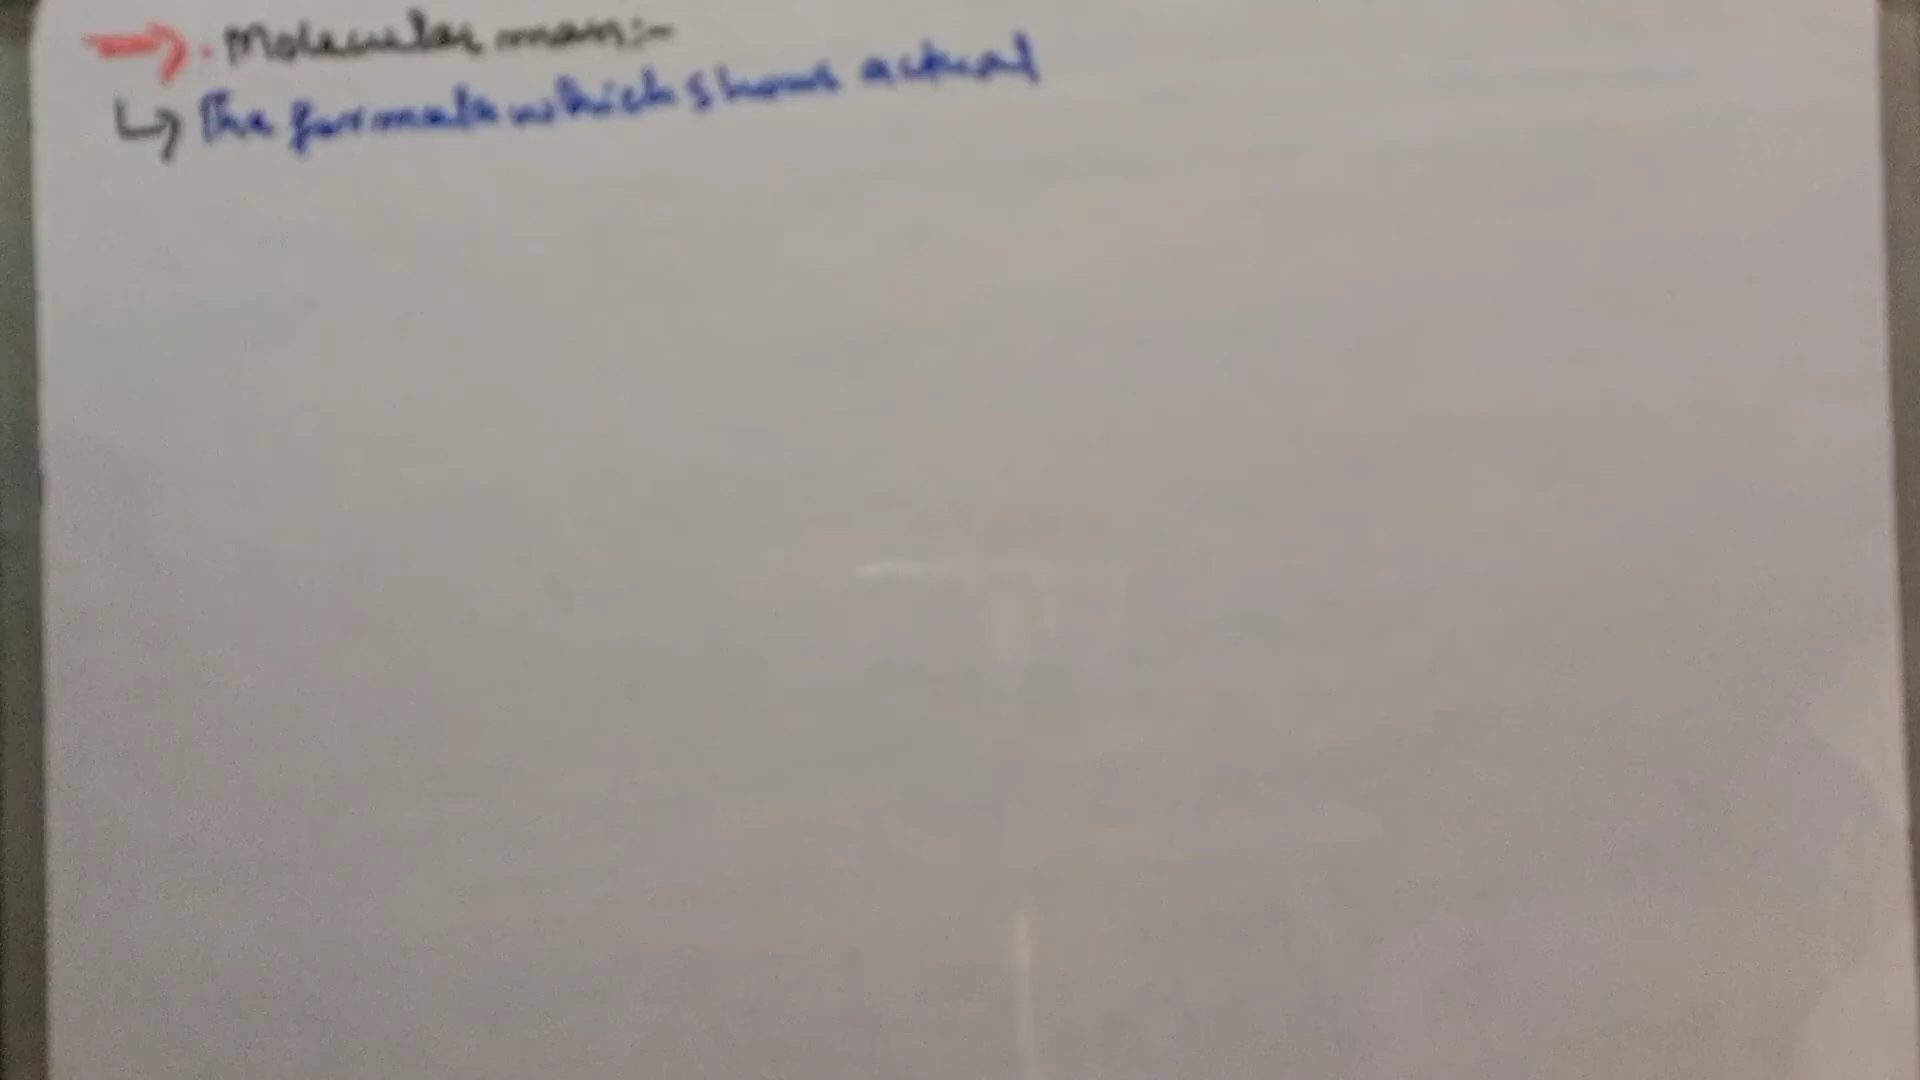 →. Molecular mass:-
↳ The formula which shows actual